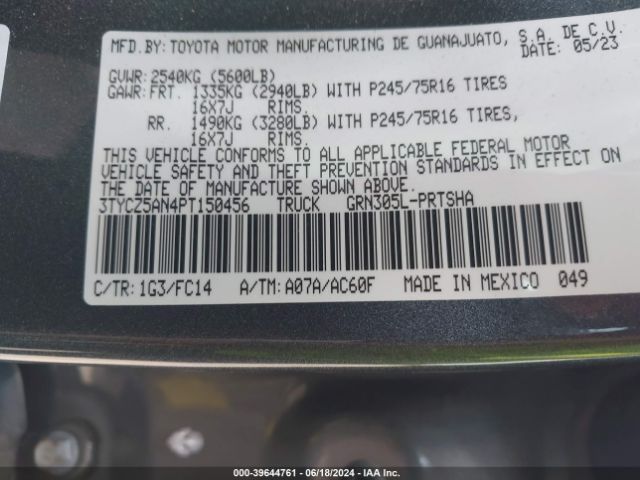 MFD.BY: TOYOTA MOTOR MANUFACTURING DE GUANAJUATO, S.A. DE C.V.
DATE: 05/23
GVWR: 2540KG (5600LB)
GAWR: FRT. 1335KG (2940LB) WITH P245/75R16 TIRES
16X7J RIMS.
RR. 1490KG (3280LB) WITH P245/75R16 TIRES,
16X7J RIMS.
THIS VEHICLE CONFORMS TO ALL APPLICABLE FEDERAL MOTOR
VEHICLE SAFETY AND THEFT PREVENTION STANDARDS IN EFFECT ON
THE DATE OF MANUFACTURE SHOWN ABOVE.
3TYCZ5AN4PT150456 TRUCK GRN305L-PRTSHA
C/TR: 1G3/FC14 A/TM: A07A/AC60F MADE IN MEXICO 049
000-39644761 | 06/18/2024 | IAA Inc.